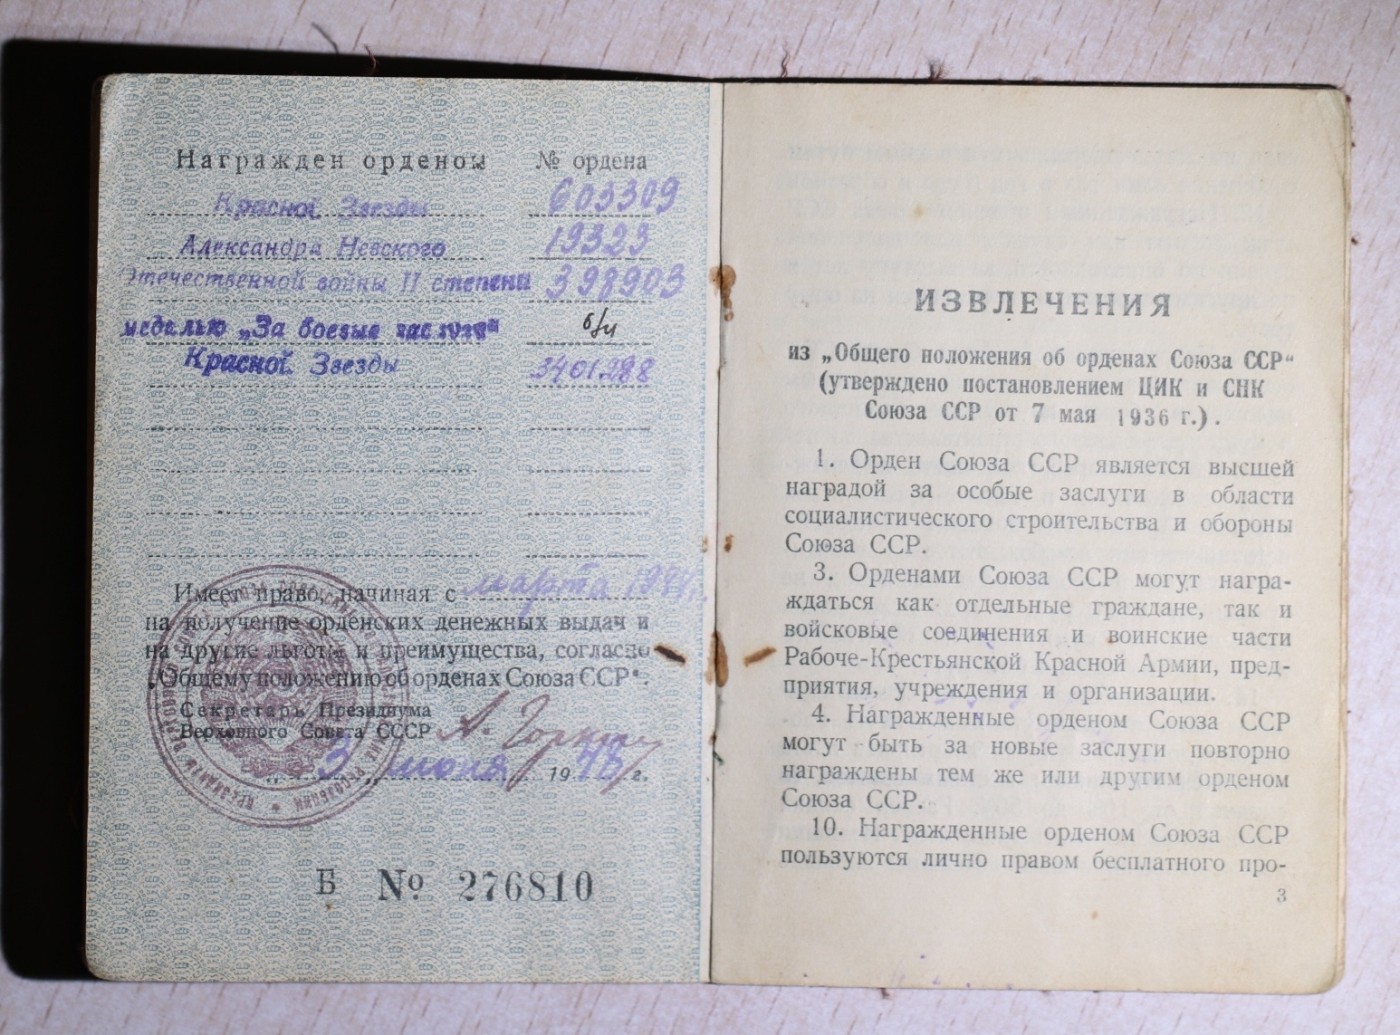 Награжден орденом № ордена
Красной Звезды 603309
Александра Невского 19323
Отечественной войны II степени 398903
медалью „За боевые заслуги“ б/н
Красной Звезды 3401288
Имеет право, начиная с марта 1944г.
на получение орденских денежных выдач и
на другие льготы и преимущества, согласно
„Общему положению об орденах Союза ССР“.
Секретарь Президиума
Верховного Совета СССР А. Горкин
„ 3 „ июня 1948 г.
Б № 276810
ИЗВЛЕЧЕНИЯ
из „Общего положения об орденах Союза ССР“
(утверждено постановлением ЦИК и СНК
Союза ССР от 7 мая 1936 г.).
1. Орден Союза ССР является высшей
наградой за особые заслуги в области
социалистического строительства и обороны
Союза ССР.
3. Орденами Союза ССР могут награ-
ждаться как отдельные граждане, так и
войсковые соединения и воинские части
Рабоче-Крестьянской Красной Армии, пред-
приятия, учреждения и организации.
4. Награжденные орденом Союза ССР
могут быть за новые заслуги повторно
награждены тем же или другим орденом
Союза ССР.
10. Награжденные орденом Союза ССР
пользуются лично правом бесплатного про-
3